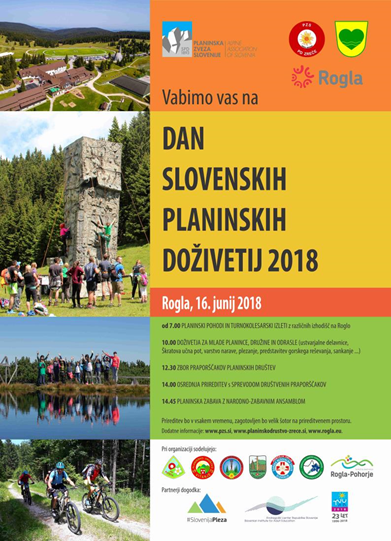 PLANINSKA
ZVEZA
SLOVENIJE
PZS
Rogla
Vabimo vas na
DAN
SLOVENSKIH
PLANINSKIH
DOŽIVETIJ 2018
Rogla, 16. junij 2018
od 7.00 PLANINSKI POHODI IN TURNOKOLESARSKI IZLETI z različnih izhodišč na Roglo
10.00 DOŽIVETJA ZA MLADE PLANINCE, DRUŽINE IN ODRASLE (ustvarjalne delavnice,
Škratova učna pot, varstvo narave, plezanje, predstavitev gorskega reševanja, sankanje ...)
12.30 ZBOR PRAPORŠČAKOV PLANINSKIH DRUŠTEV
14.00 OSREDNJA PRIREDITEV S SPREVODOM DRUŠTVENIH PRAPORŠČAKOV
14.45 PLANINSKA ZABAVA Z NARODNO-ZABAVNIM ANSAMBLOM
Prireditev bo v vsakem vremenu, zagotovljen bo velik šotor na prireditvenem prostoru.
Dodatne informacije: www.pzs.si, www.planinskodrustvo-zrece.si, www.rogla.eu
Pri organizaciji sodelujejo:
Rogla-Pohorje
Partnerji dogodka:
#SlovenijaPleza
23 LET